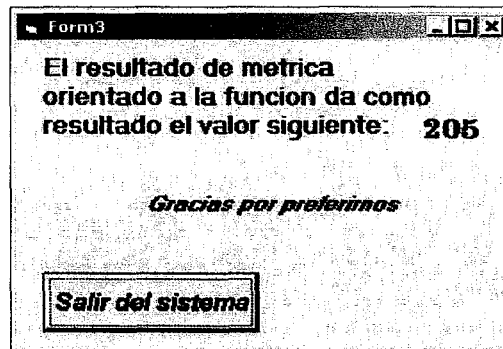 Form3
El resultado de metrica
orientado a la funcion da como
resultado el valor siguiente: 205
Gracias por preferirnos
Salir del sistema